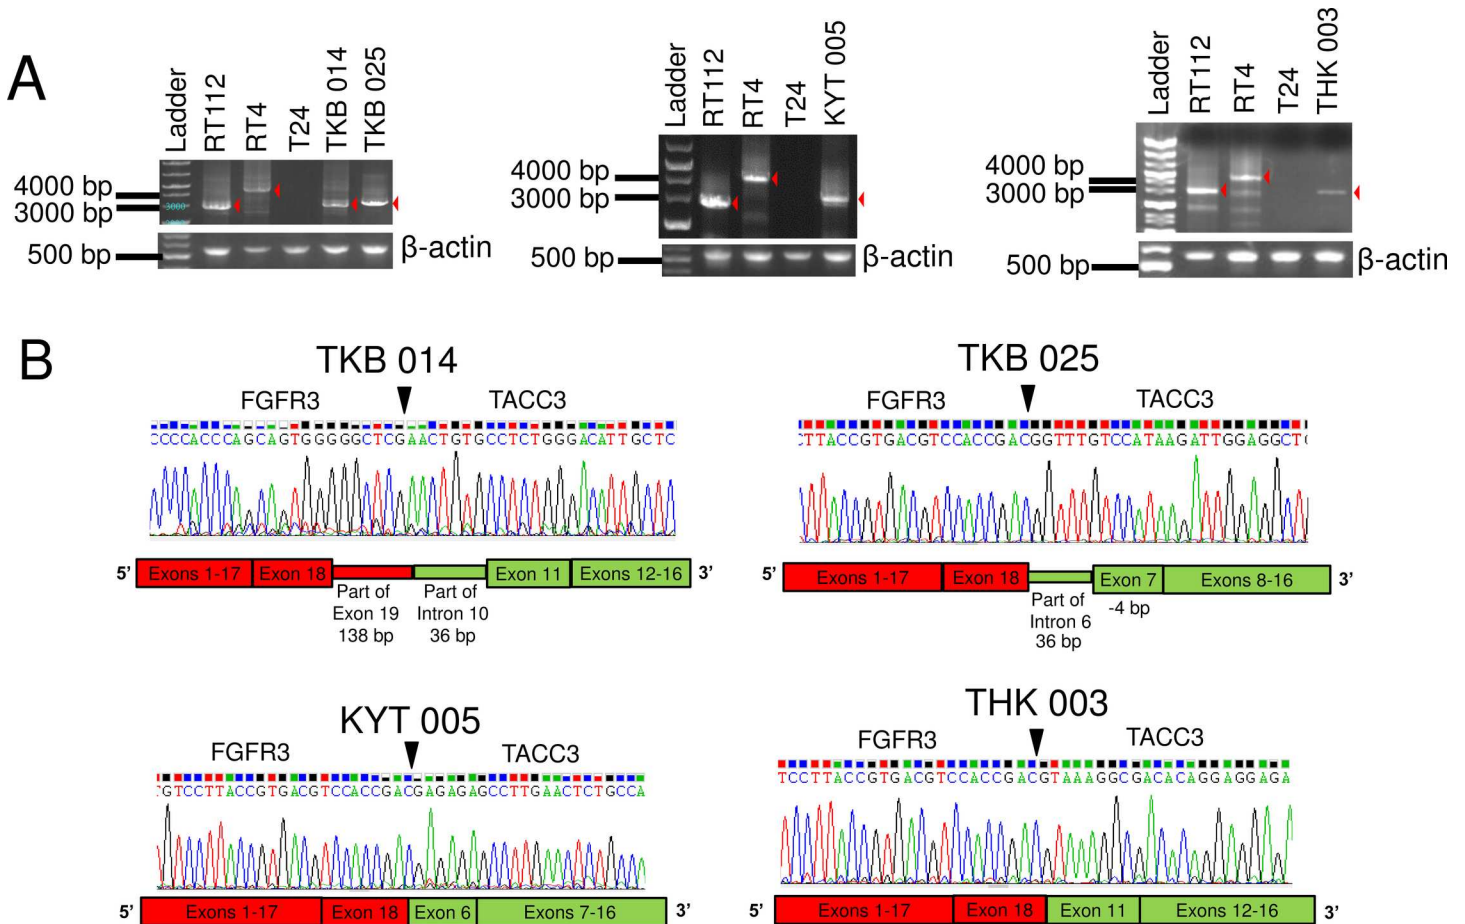 A
Ladder
RT112
RT4
T24
TKB 014
TKB 025
4000 bp
3000 bp
3000
500 bp
β-actin
Ladder
RT112
RT4
T24
KYT 005
4000 bp
3000 bp
500 bp
β-actin
Ladder
RT112
RT4
T24
THK 003
4000 bp
3000 bp
500 bp
β-actin
B
TKB 014
FGFR3 TACC3
CCCCACCCAGCAGTGGGGGCTCGAACTGTGCCTCTGGGACATTGCTC
5' Exons 1-17 Exon 18 Exon 11 Exons 12-16 3'
Part of Exon 19 138 bp
Part of Intron 10 36 bp
TKB 025
FGFR3 TACC3
TTACCGTGACGTCCACCGACGGTTTGTCCATAAGATTGGAGGCT
5' Exons 1-17 Exon 18 Exon 7 Exons 8-16 3'
Part of Intron 6 36 bp
-4 bp
KYT 005
FGFR3 TACC3
GTCCTTACCGTGACGTCCACCGACGAGAGAGCCTTGAACTCTGCCA
5' Exons 1-17 Exon 18 Exon 6 Exons 7-16 3'
THK 003
FGFR3 TACC3
TCCTTACCGTGACGTCCACCGACGTAAAGGCGACACAGGAGGAGA
5' Exons 1-17 Exon 18 Exon 11 Exons 12-16 3'